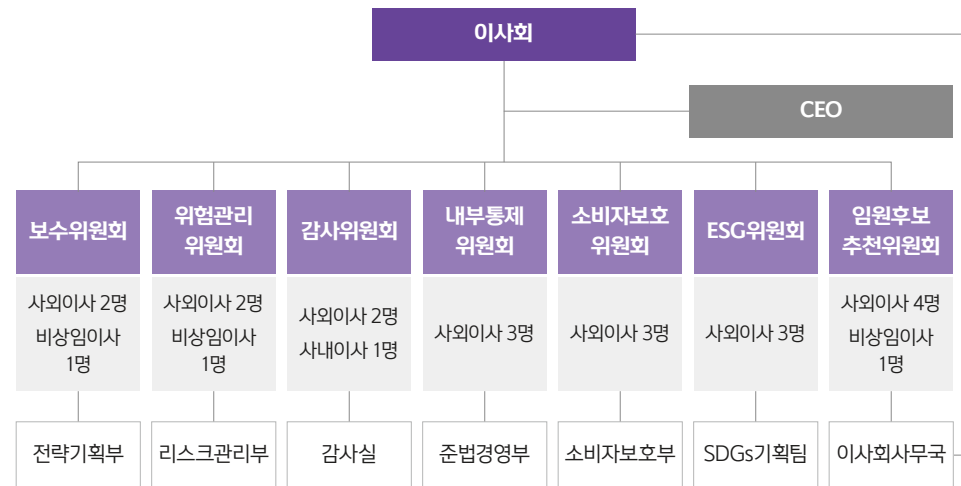 이사회
CEO
보수위원회
위험관리
위원회
감사위원회
내부통제
위원회
소비자보호
위원회
ESG위원회
임원후보
추천위원회
사외이사 2명
비상임이사
1명
사외이사 2명
비상임이사
1명
사외이사 2명
사내이사 1명
사외이사 3명
사외이사 3명
사외이사 3명
사외이사 4명
비상임이사
1명
전략기획부
리스크관리부
감사실
준법경영부
소비자보호부
SDGs기획팀
이사회사무국